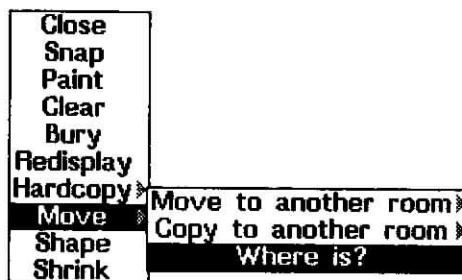 Close
Snap
Paint
Clear
Bury
Redisplay
Hardcopy
Move
Shape
Shrink
Move to another room
Copy to another room
Where is?